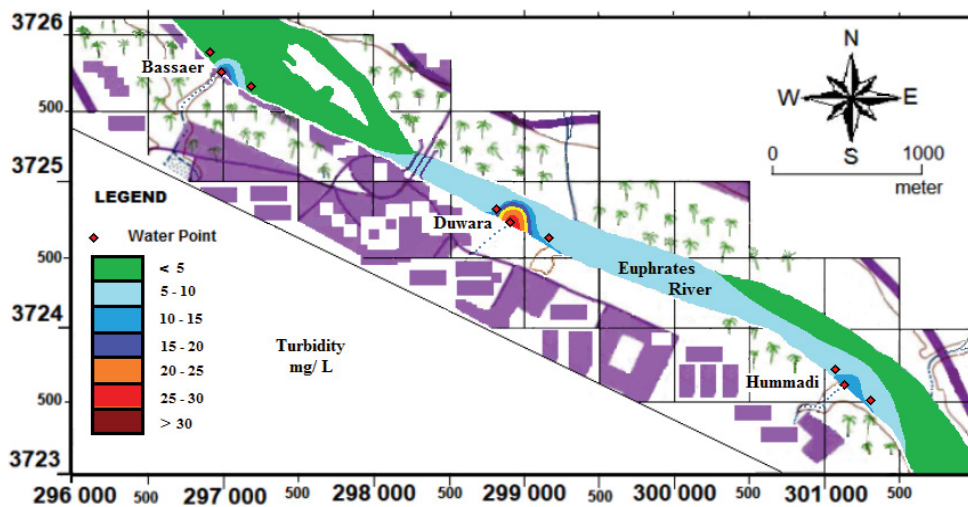 3726
500
3725
500
3724
500
3723
296 000
500
297 000
500
298 000
500
299 000
500
300 000
500
301 000
500
Bassaer
Duwara
Euphrates
River
Hummadi
N
W E
S
0 1000
meter
LEGEND
Water Point
< 5
5 - 10
10 - 15
15 - 20
20 - 25
25 - 30
> 30
Turbidity
mg/ L